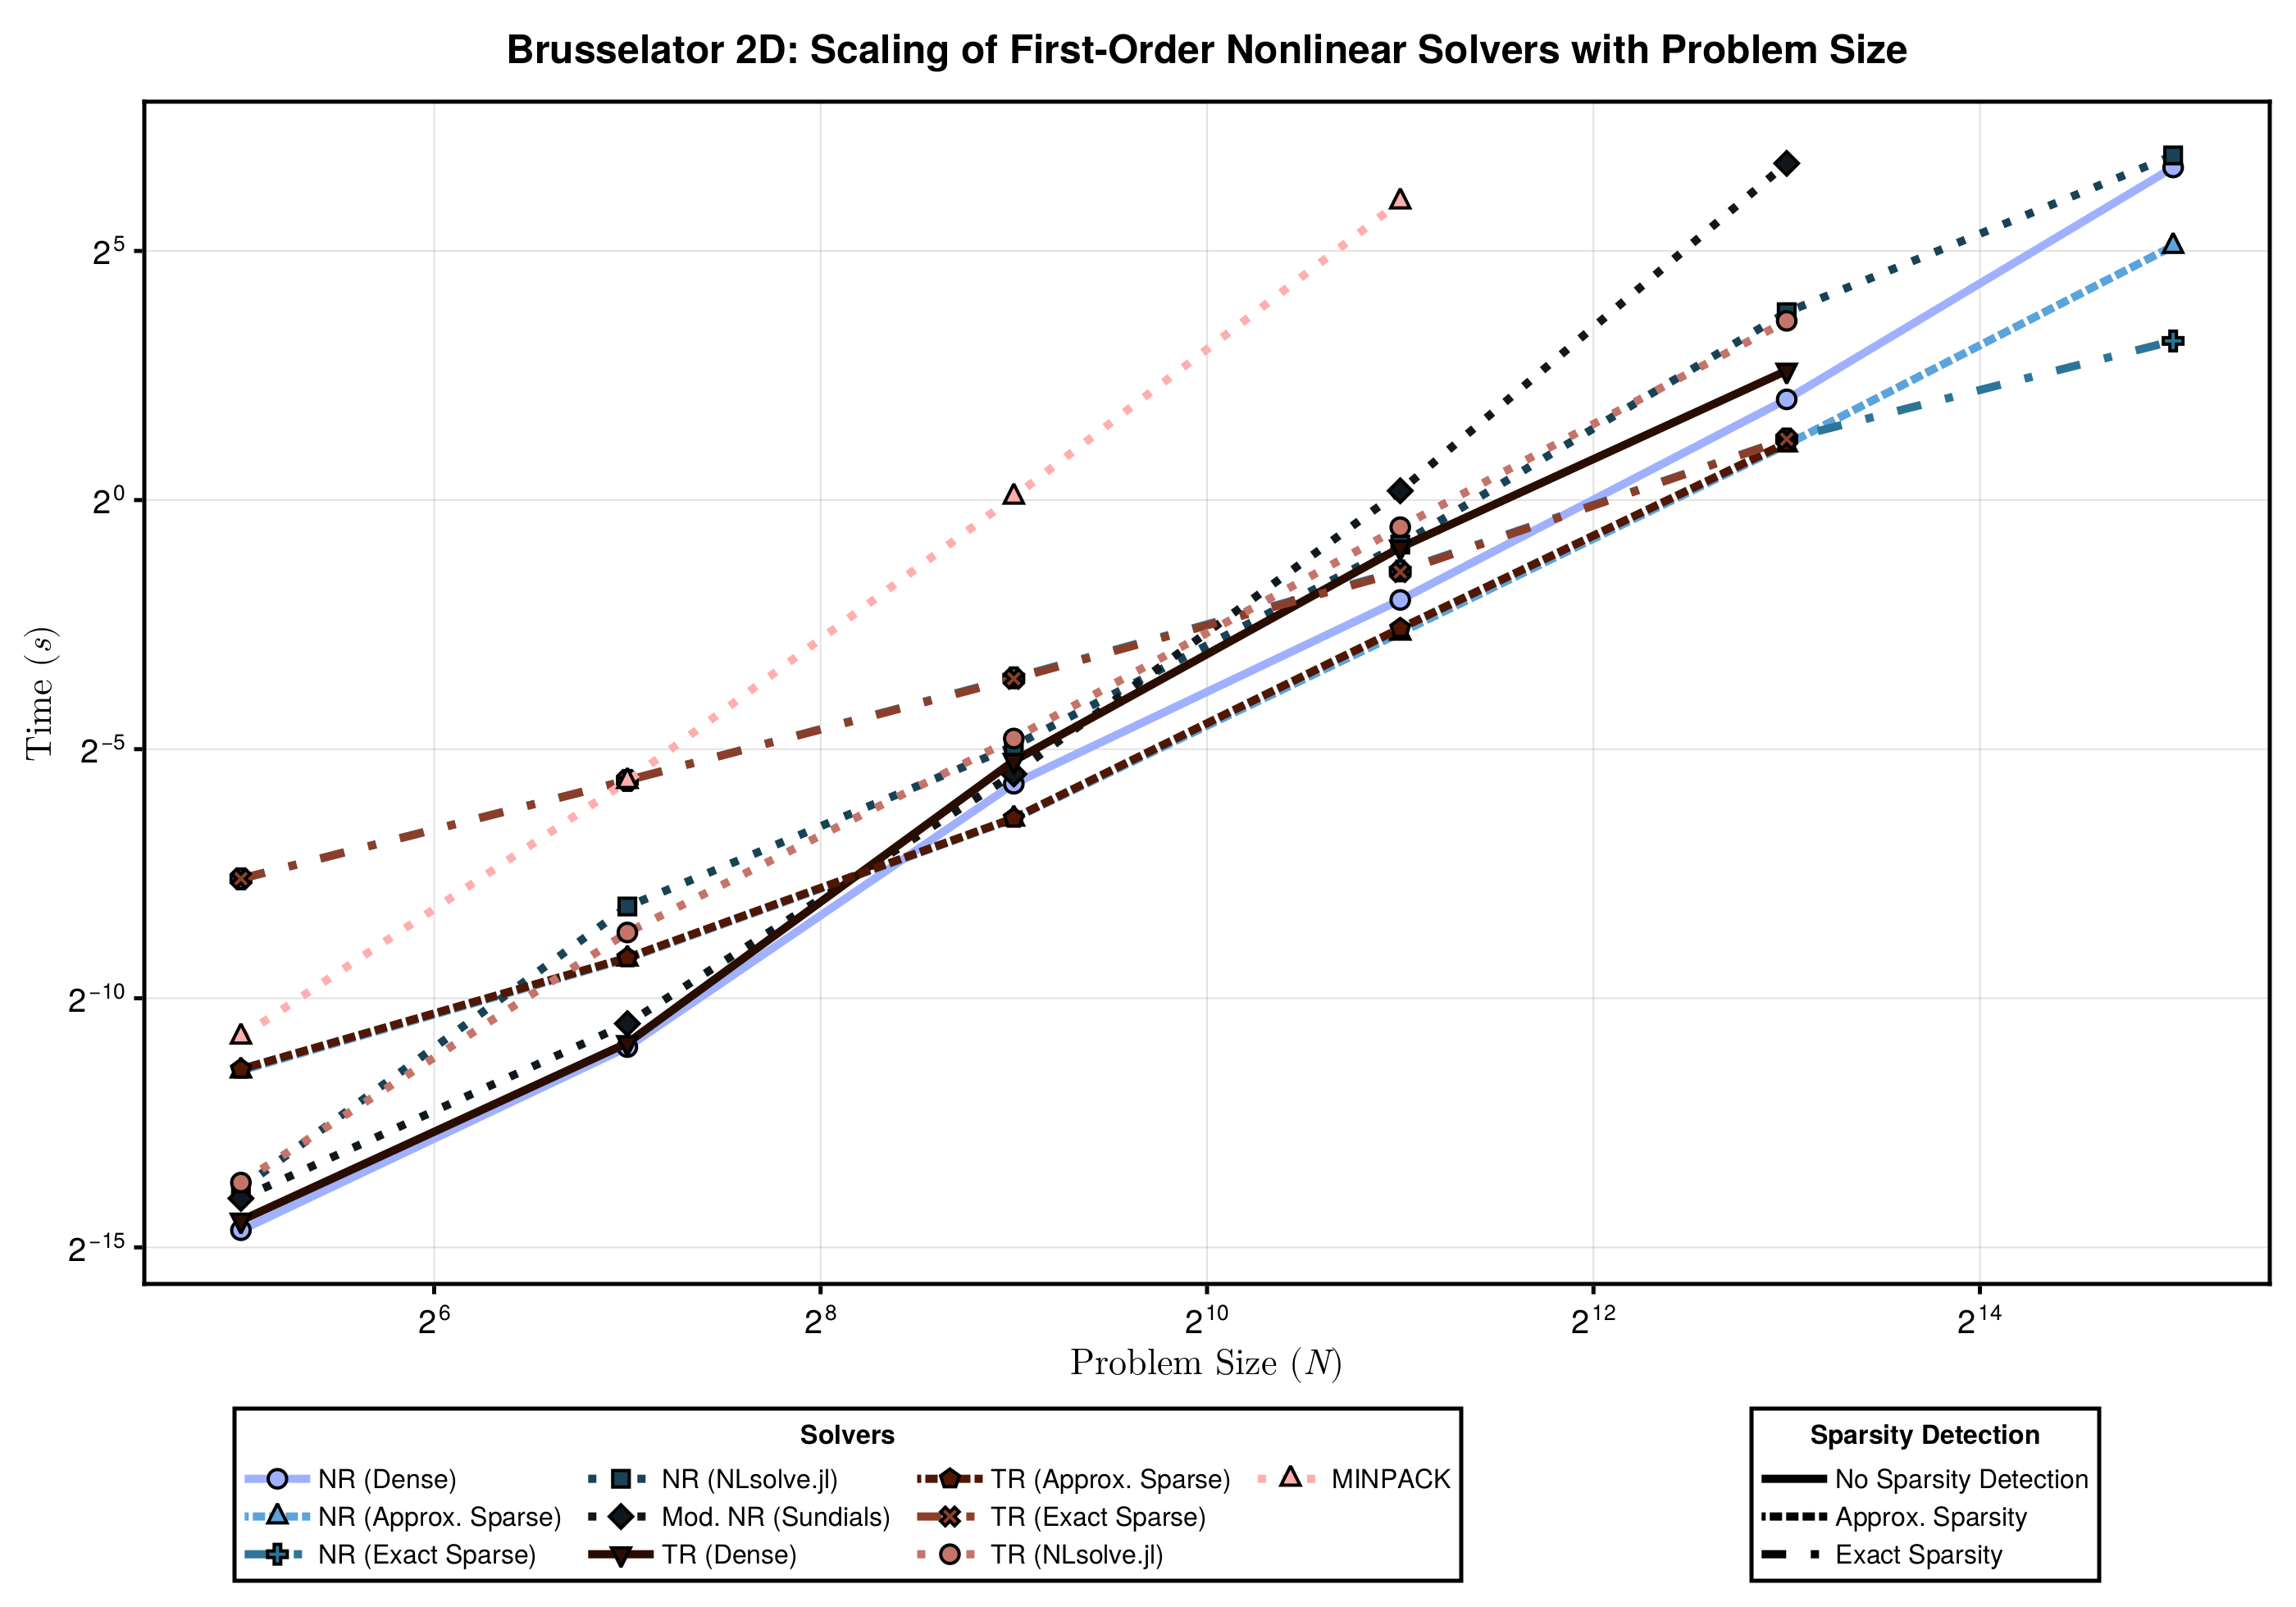 Brusselator 2D: Scaling of First-Order Nonlinear Solvers with Problem Size
Time (s)
2^5
2^0
2^−5
2^−10
2^−15
2^6 2^8 2^10 2^12 2^14
Problem Size (N)
Solvers
NR (Dense) NR (NLsolve.jl) TR (Approx. Sparse) MINPACK
NR (Approx. Sparse) Mod. NR (Sundials) TR (Exact Sparse)
NR (Exact Sparse) TR (Dense) TR (NLsolve.jl)
Sparsity Detection
No Sparsity Detection
Approx. Sparsity
Exact Sparsity